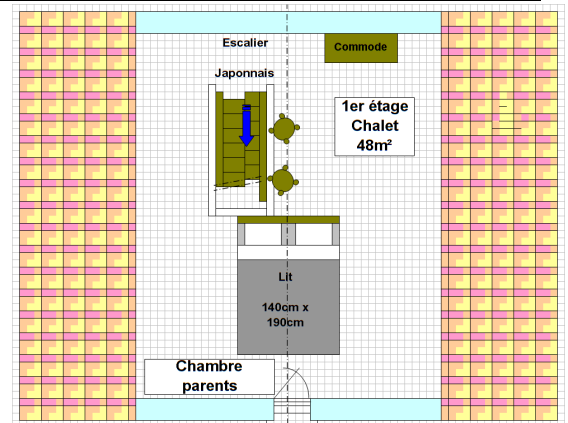 Escalier
Japonnais
Commode
1er étage
Chalet
48m²
Lit
140cm x
190cm
Chambre
parents